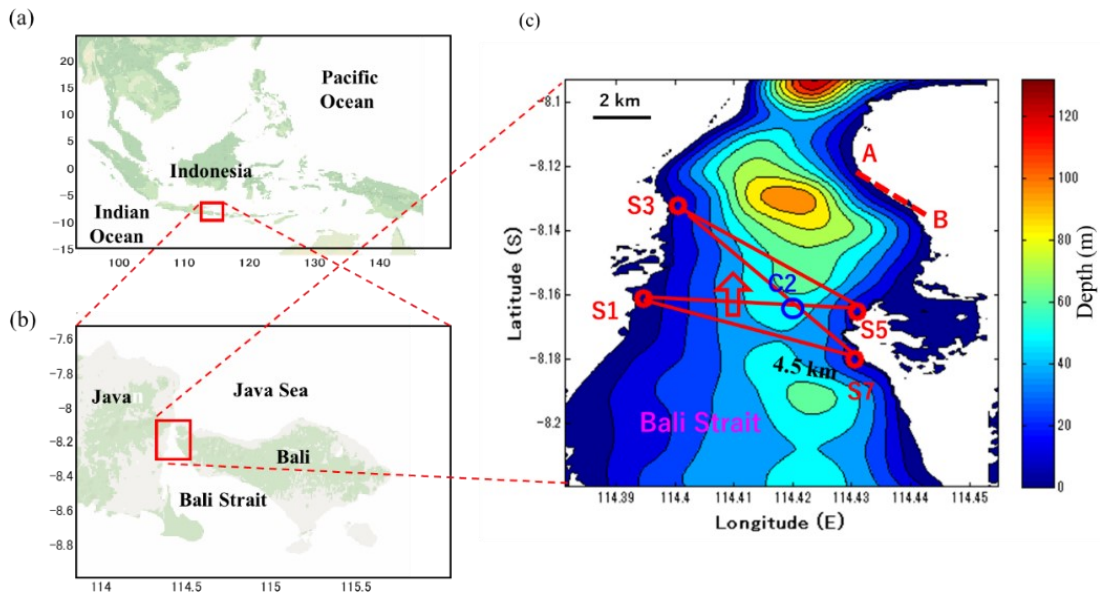 (a)
20
15
10
5
0
-5
-10
-15
100
110
120
130
140
Pacific
Ocean
Indonesia
Indian
Ocean
(b)
-7.6
-7.8
-8
-8.2
-8.4
-8.6
-8.8
114
114.5
115
115.5
Java
Java Sea
Bali
Bali Strait
(c)
2 km
-8.1
-8.12
-8.14
-8.16
-8.18
-8.2
Latitude (S)
114.39
114.4
114.41
114.42
114.43
114.44
114.45
Longitude (E)
A
B
S3
C2
S1
S5
4.5 km
S7
Bali Strait
120
100
80
60
40
20
0
Depth (m)